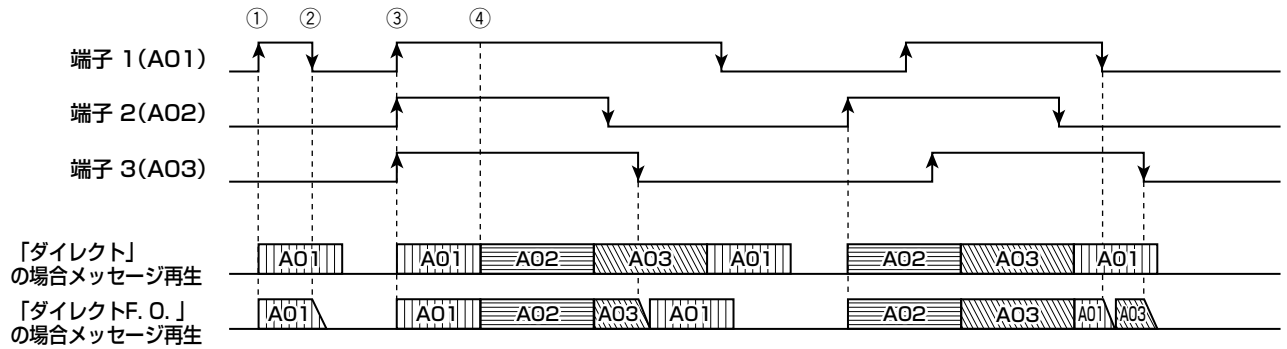 ① ② ③ ④
端子 1(A01)
端子 2(A02)
端子 3(A03)
「ダイレクト」
の場合メッセージ再生
A01 A01 A02 A03 A01 A02 A03 A01
「ダイレクトF. O. 」
の場合メッセージ再生
A01 A01 A02 A03 A01 A02 A03 A01 A03